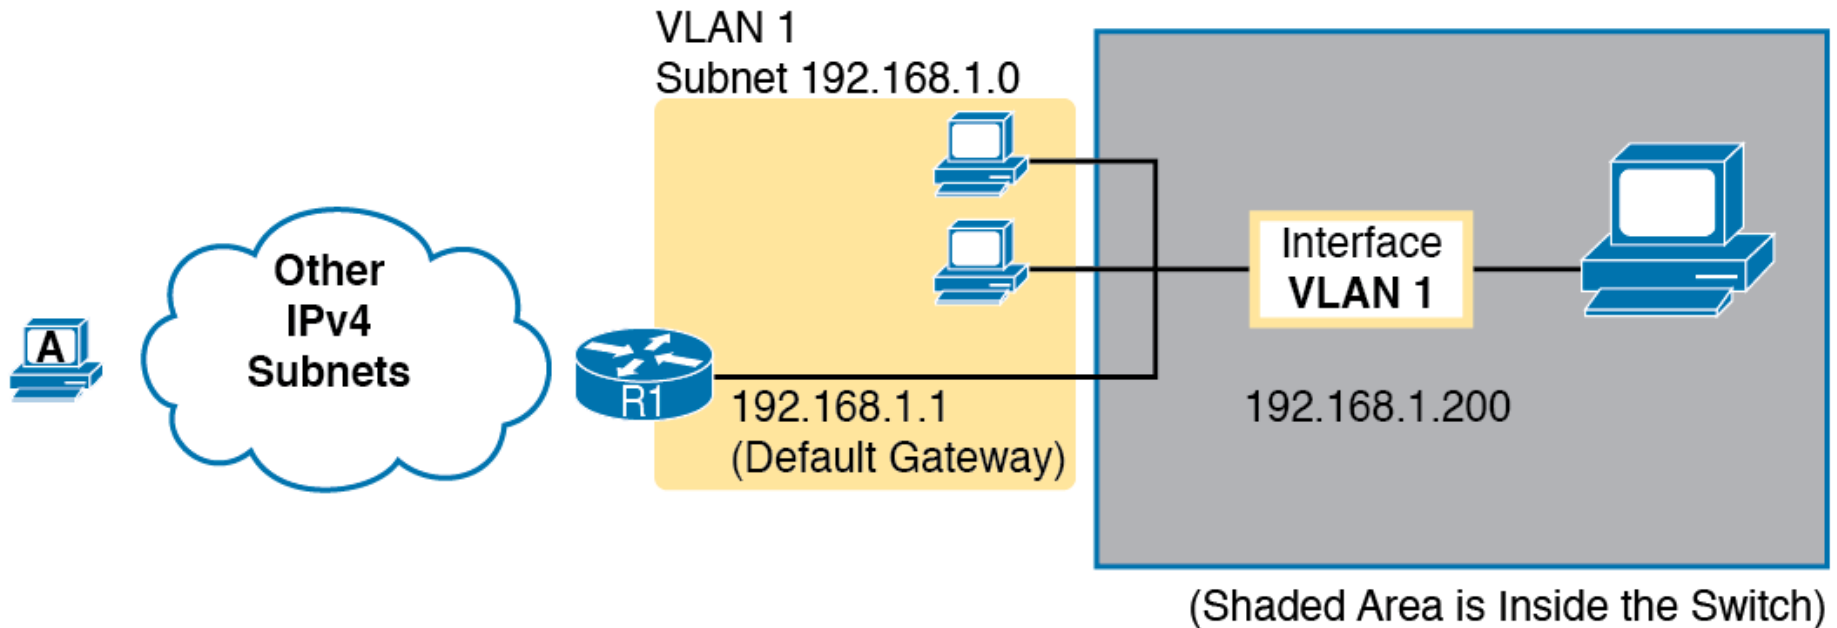 VLAN 1
Subnet 192.168.1.0
Other
IPv4
Subnets
A
R1
192.168.1.1
(Default Gateway)
Interface
VLAN 1
192.168.1.200
(Shaded Area is Inside the Switch)